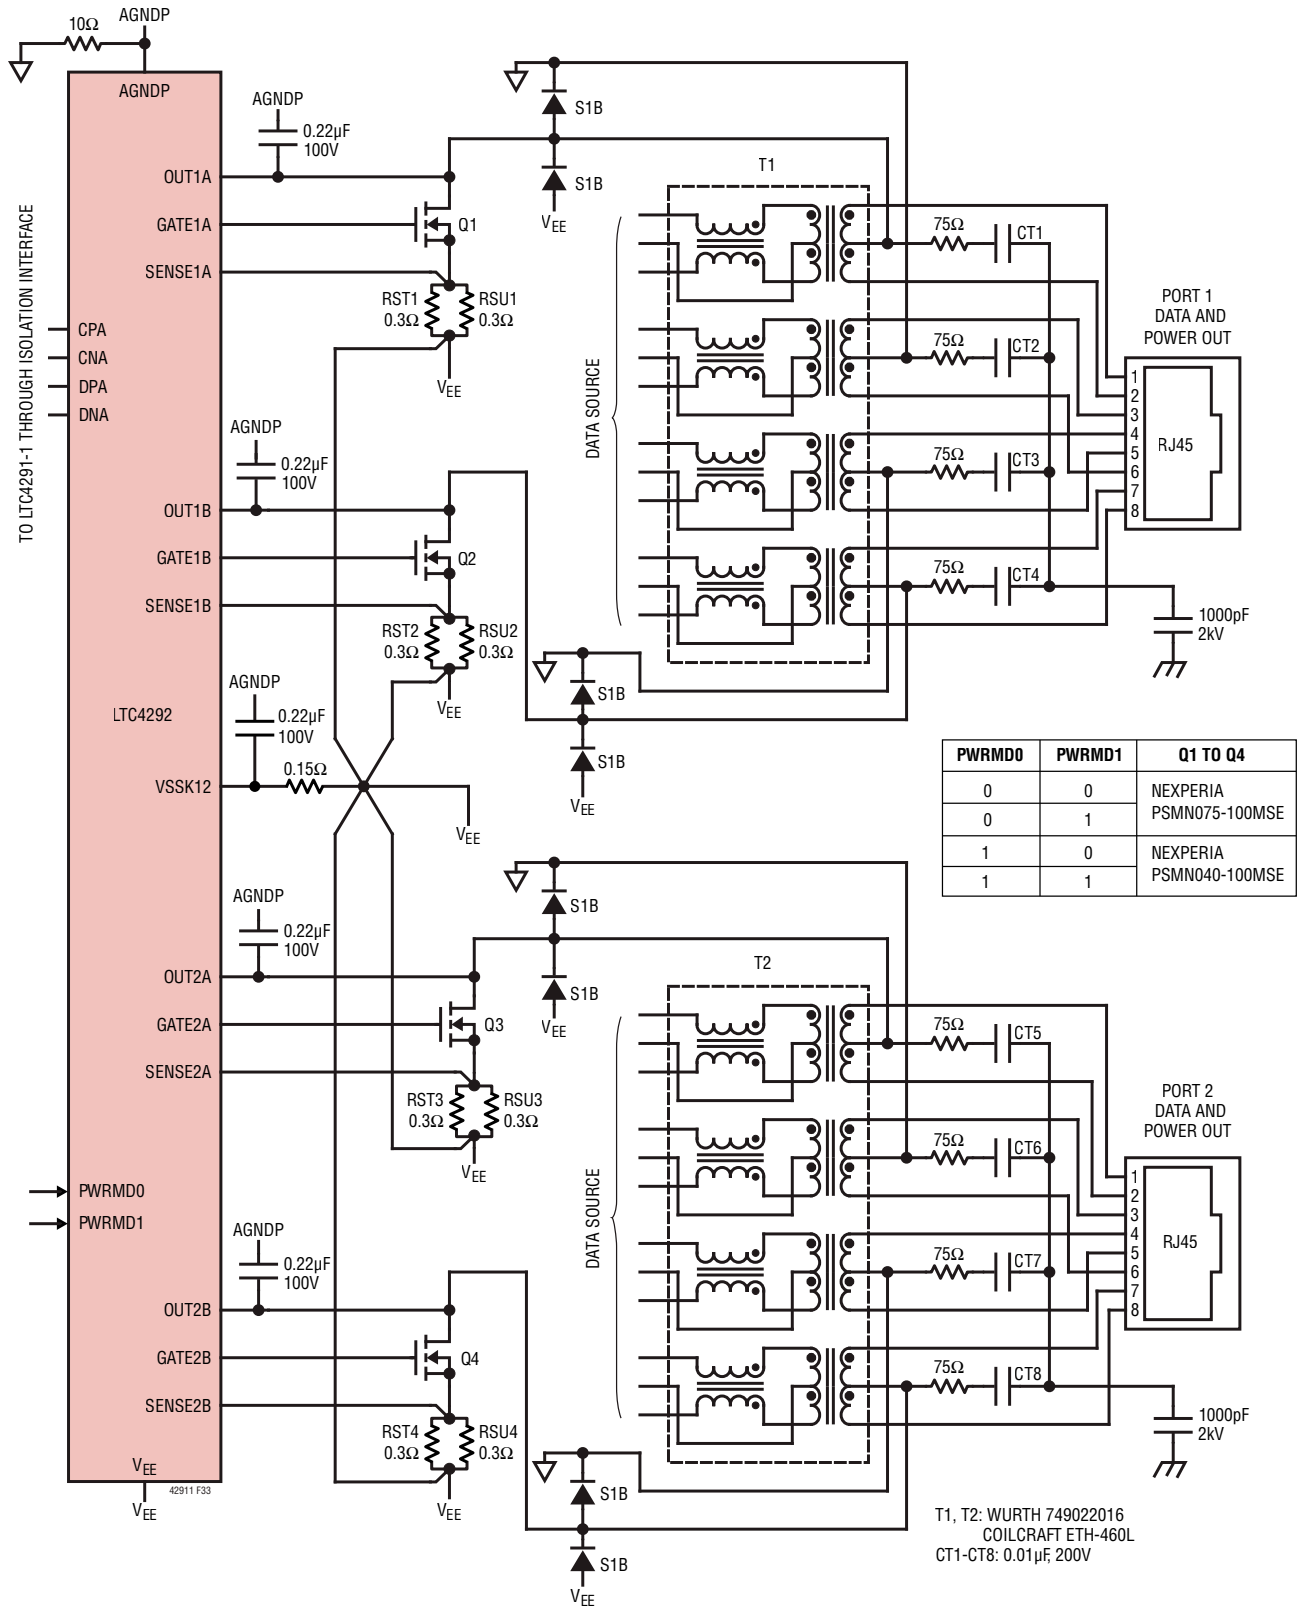 AGNDP
10Ω
AGNDP
AGNDP
0.22µF
100V
OUT1A
GATE1A
Q1
SENSE1A
RST1
0.3Ω
RSU1
0.3Ω
VEE
TO LTC4291-1 THROUGH ISOLATION INTERFACE
CPA
CNA
DPA
DNA
AGNDP
0.22µF
100V
OUT1B
GATE1B
Q2
SENSE1B
RST2
0.3Ω
RSU2
0.3Ω
VEE
AGNDP
0.22µF
100V
LTC4292
VSSK12
0.15Ω
VEE
AGNDP
0.22µF
100V
OUT2A
GATE2A
Q3
SENSE2A
RST3
0.3Ω
RSU3
0.3Ω
VEE
PWRMD0
PWRMD1
AGNDP
0.22µF
100V
OUT2B
GATE2B
Q4
SENSE2B
RST4
0.3Ω
RSU4
0.3Ω
VEE
VEE
42911 F33
VEE
S1B
S1B
VEE
T1
DATA SOURCE
75Ω
CT1
75Ω
CT2
75Ω
CT3
75Ω
CT4
PORT 1
DATA AND
POWER OUT
1
2
3
4
5
6
7
8
RJ45
1000pF
2kV
S1B
S1B
VEE
PWRMD0 PWRMD1 Q1 TO Q4
0 0 NEXPERIA
0 1 PSMN075-100MSE
1 0 NEXPERIA
1 1 PSMN040-100MSE
S1B
S1B
VEE
T2
DATA SOURCE
75Ω
CT5
75Ω
CT6
75Ω
CT7
75Ω
CT8
PORT 2
DATA AND
POWER OUT
1
2
3
4
5
6
7
8
RJ45
1000pF
2kV
S1B
S1B
VEE
T1, T2: WURTH 749022016
COILCRAFT ETH-460L
CT1-CT8: 0.01µF, 200V